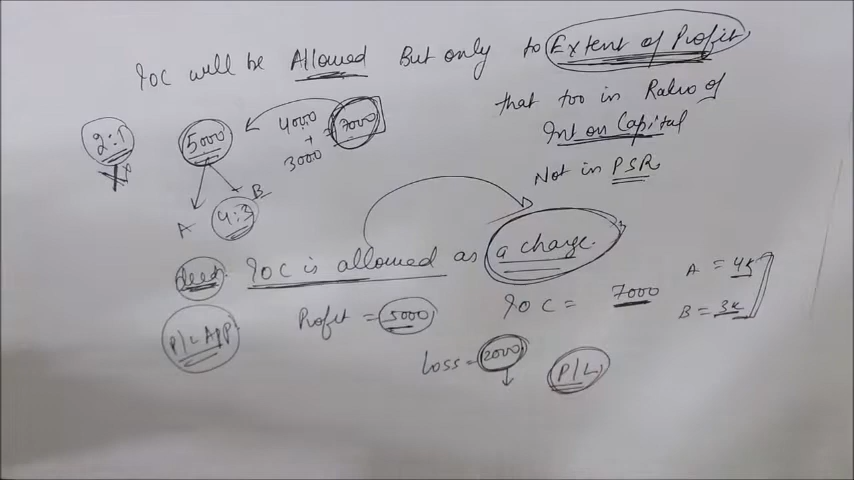 IOC will be Allowed But only to Extent of Profit
that too in Ratio of
Int on Capital
Not in PSR
2:1
5000
4000 + 3000 = 7000
A B
4:3
deed. IOC is allowed as a charge.
P/L App. Profit = 5000 IOC = 7000 A = 4k
B = 3k
Loss = 2000 P/L